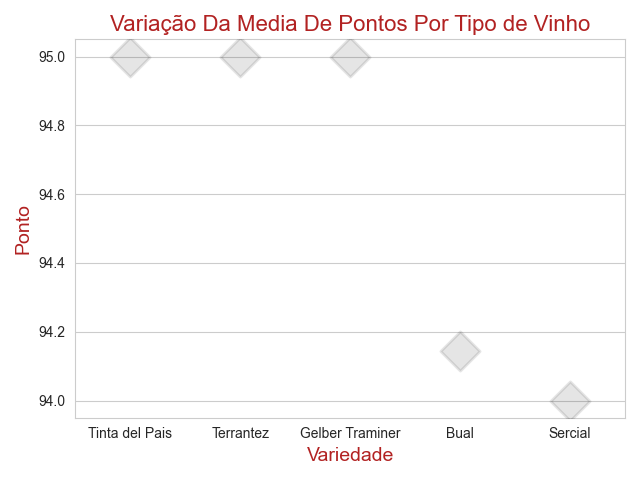 Variação Da Media De Pontos Por Tipo de Vinho
95.0
94.8
94.6
94.4
94.2
94.0
Ponto
Tinta del Pais Terrantez Gelber Traminer Bual Sercial
Variedade